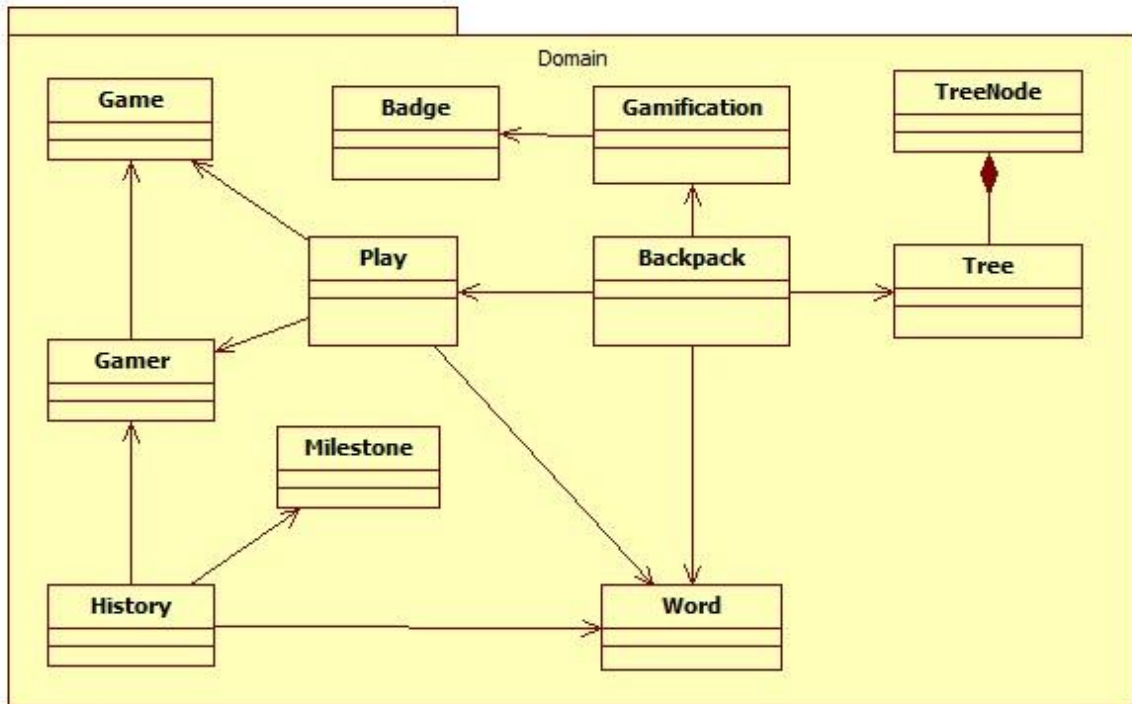 Domain
Game
Badge
Gamification
TreeNode
Play
Backpack
Tree
Gamer
Milestone
History
Word